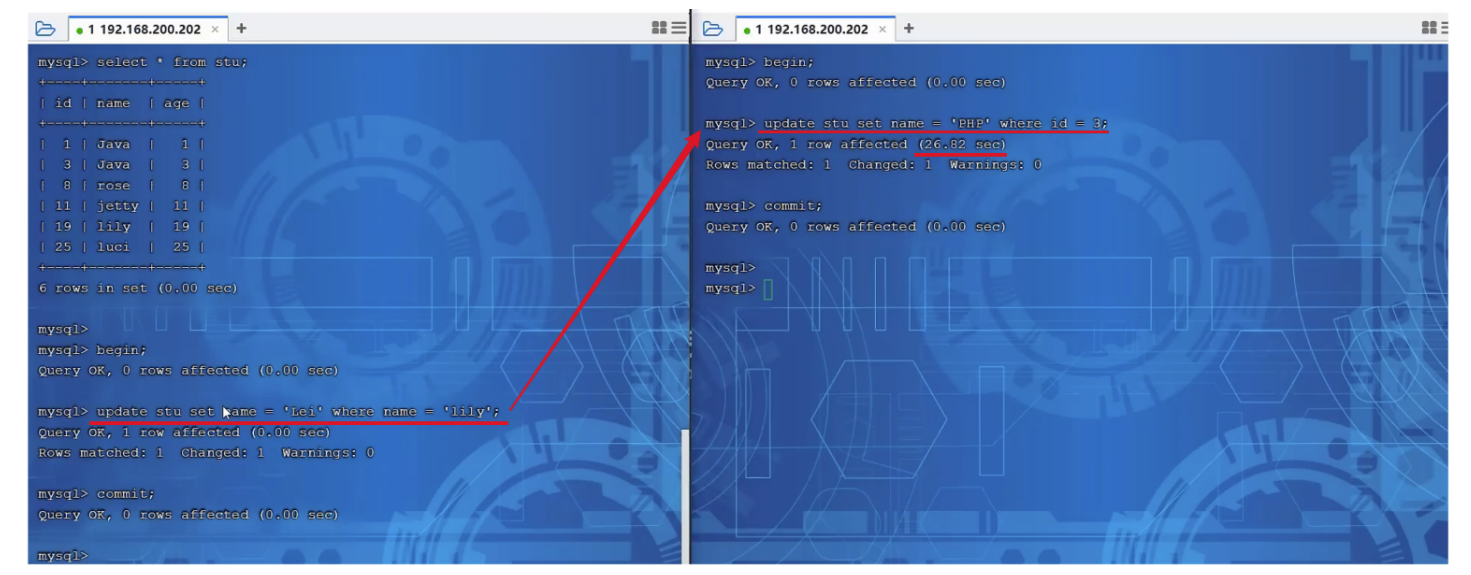 1 192.168.200.202 × +
mysql> select * from stu;
+----+-------+-----+
| id | name  | age |
+----+-------+-----+
|  1 | Java  |   1 |
|  3 | Java  |   3 |
|  8 | rose  |   8 |
| 11 | jetty |  11 |
| 19 | lily  |  19 |
| 25 | luci  |  25 |
+----+-------+-----+
6 rows in set (0.00 sec)
mysql>
mysql> begin;
Query OK, 0 rows affected (0.00 sec)
mysql> update stu set name = 'Lei' where name = 'lily';
Query OK, 1 row affected (0.00 sec)
Rows matched: 1  Changed: 1  Warnings: 0
mysql> commit;
Query OK, 0 rows affected (0.00 sec)
mysql>
1 192.168.200.202 × +
mysql> begin;
Query OK, 0 rows affected (0.00 sec)
mysql> update stu set name = 'PHP' where id = 3;
Query OK, 1 row affected (26.82 sec)
Rows matched: 1  Changed: 1  Warnings: 0
mysql> commit;
Query OK, 0 rows affected (0.00 sec)
mysql>
mysql>